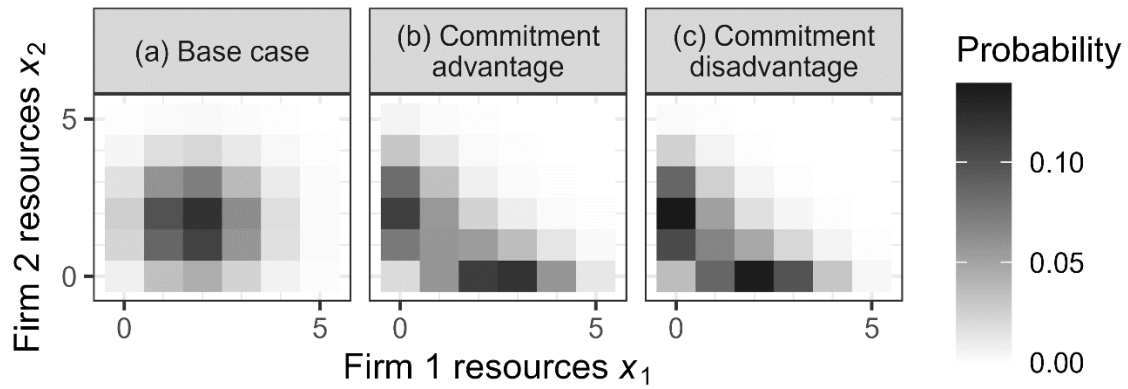 (a) Base case
(b) Commitment
advantage
(c) Commitment
disadvantage
Firm 2 resources x₂
5
0
0
5
0
5
0
5
Firm 1 resources x₁
Probability
0.10
0.05
0.00